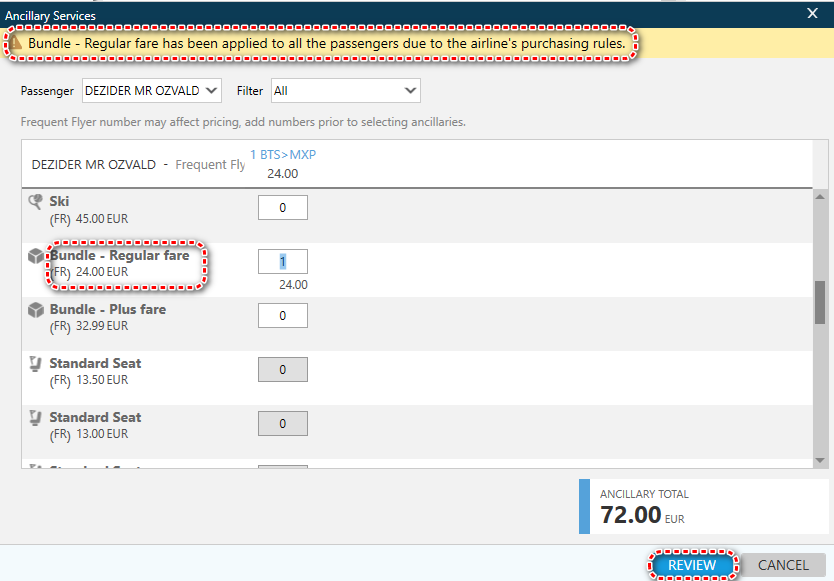 Ancillary Services
Bundle - Regular fare has been applied to all the passengers due to the airline's purchasing rules.
Passenger DEZIDER MR OZVALD Filter All
Frequent Flyer number may affect pricing, add numbers prior to selecting ancillaries.
1 BTS>MXP
DEZIDER MR OZVALD - Frequent Fly
24.00
Ski
(FR) 45.00 EUR
0
Bundle - Regular fare
(FR) 24.00 EUR
1
24.00
Bundle - Plus fare
(FR) 32.99 EUR
0
Standard Seat
(FR) 13.50 EUR
0
Standard Seat
(FR) 13.00 EUR
0
ANCILLARY TOTAL
72.00 EUR
REVIEW CANCEL